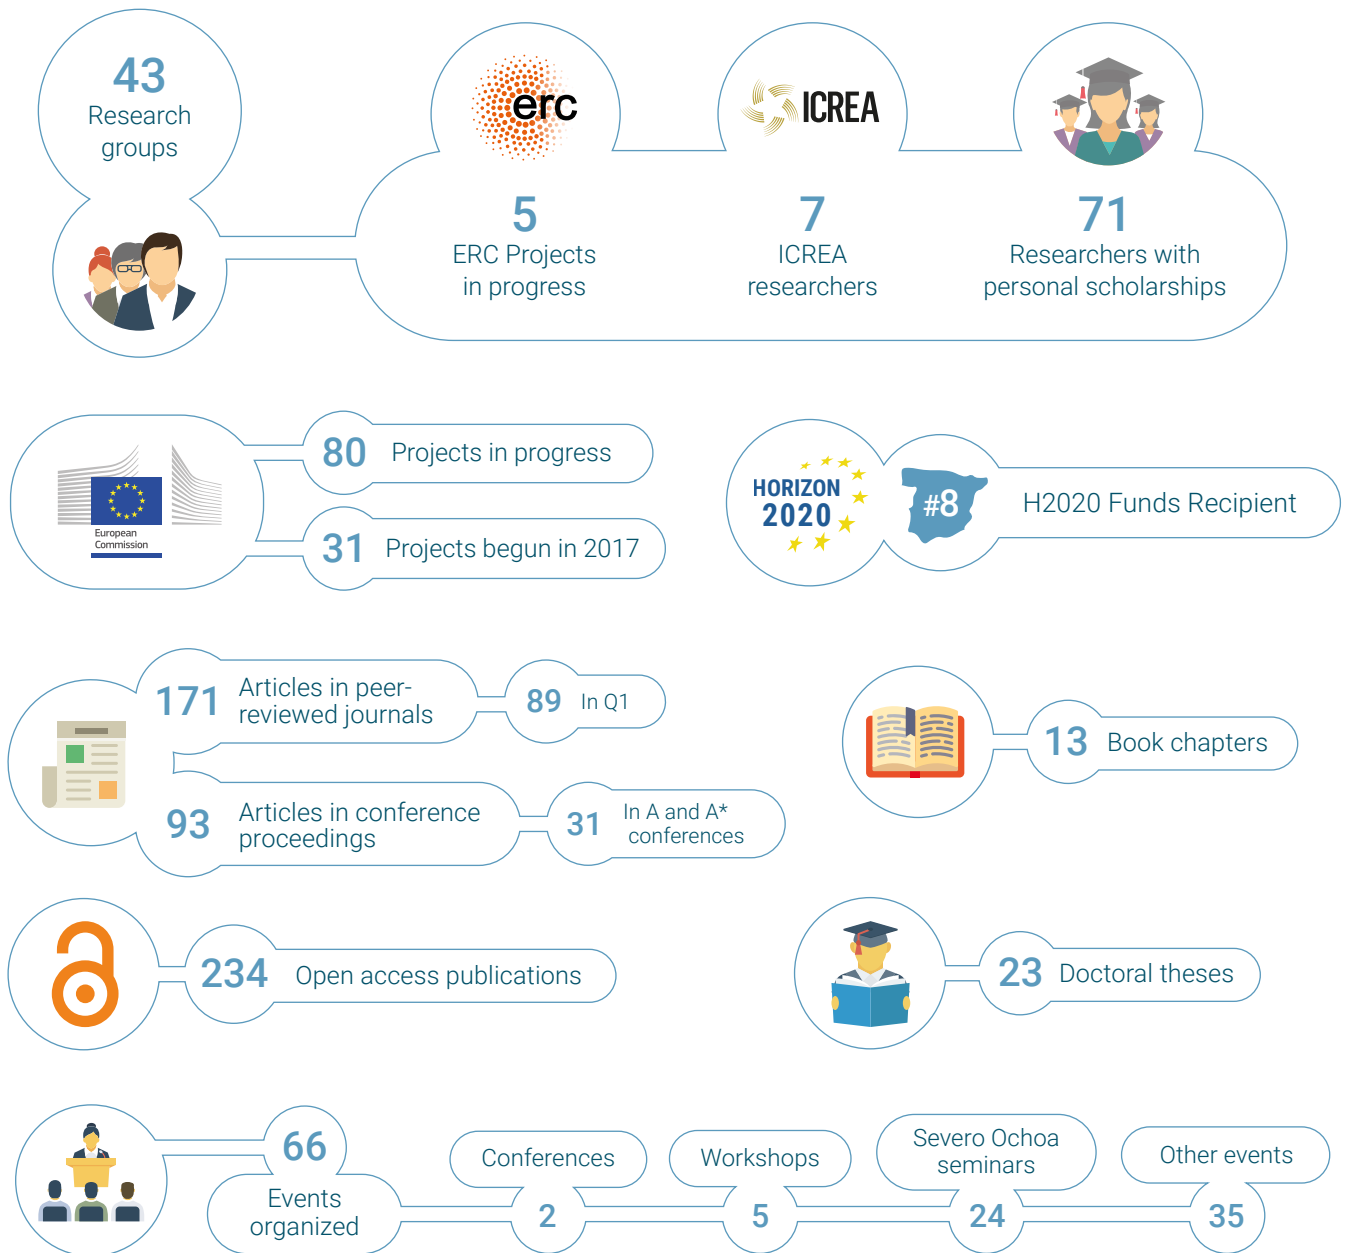 43
Research
groups
erc
5
ERC Projects
in progress
ICREA
7
ICREA
researchers
71
Researchers with
personal scholarships
European
Commission
80 Projects in progress
31 Projects begun in 2017
HORIZON
2020
#8
H2020 Funds Recipient
171 Articles in peer-
reviewed journals
89 In Q1
93 Articles in conference
proceedings
31 In A and A*
conferences
13 Book chapters
234 Open access publications
23 Doctoral theses
66
Events
organized
Conferences
2
Workshops
5
Severo Ochoa
seminars
24
Other events
35